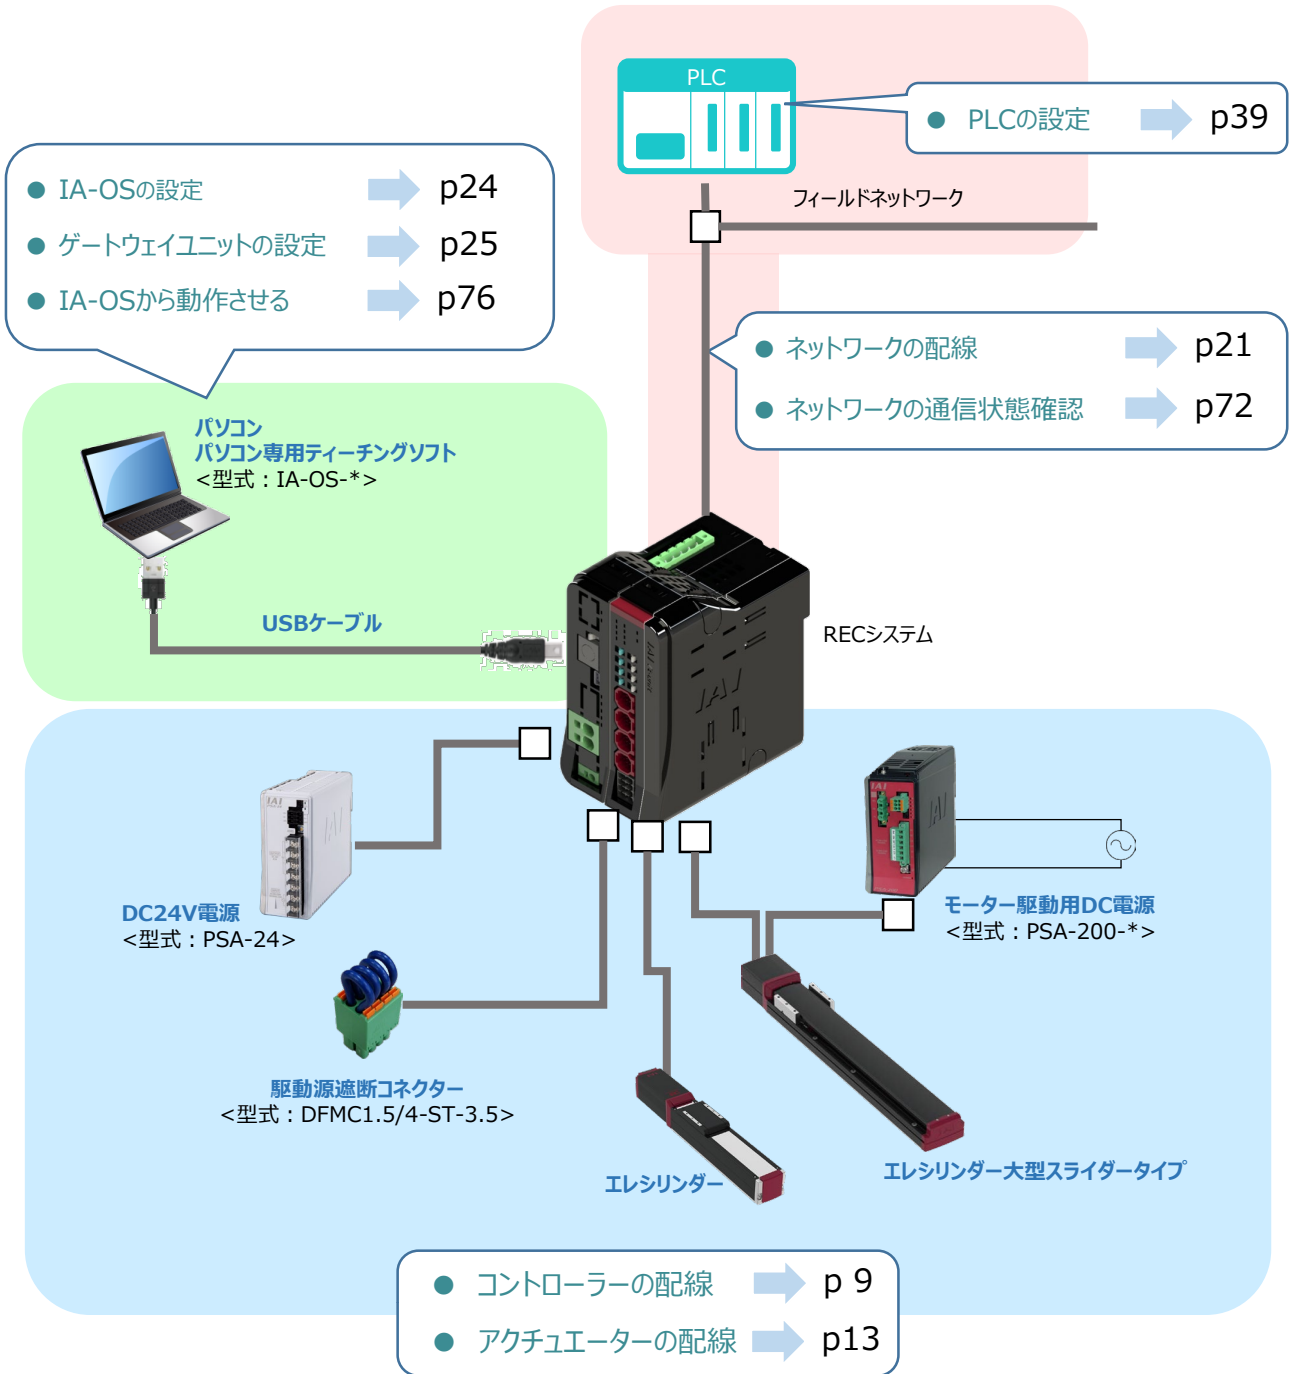 PLC
● PLCの設定 p39
● IA-OSの設定 p24
● ゲートウェイユニットの設定 p25
● IA-OSから動作させる p76
フィールドネットワーク
● ネットワークの配線 p21
● ネットワークの通信状態確認 p72
パソコン
パソコン専用ティーチングソフト
<型式：IA-OS-*>
USBケーブル
RECシステム
IAI
IAI
IAI
DC24V電源
<型式：PSA-24>
モーター駆動用DC電源
<型式：PSA-200-*>
駆動源遮断コネクター
<型式：DFMC1.5/4-ST-3.5>
エレシリンダー
エレシリンダー大型スライダータイプ
● コントローラーの配線 p 9
● アクチュエーターの配線 p13